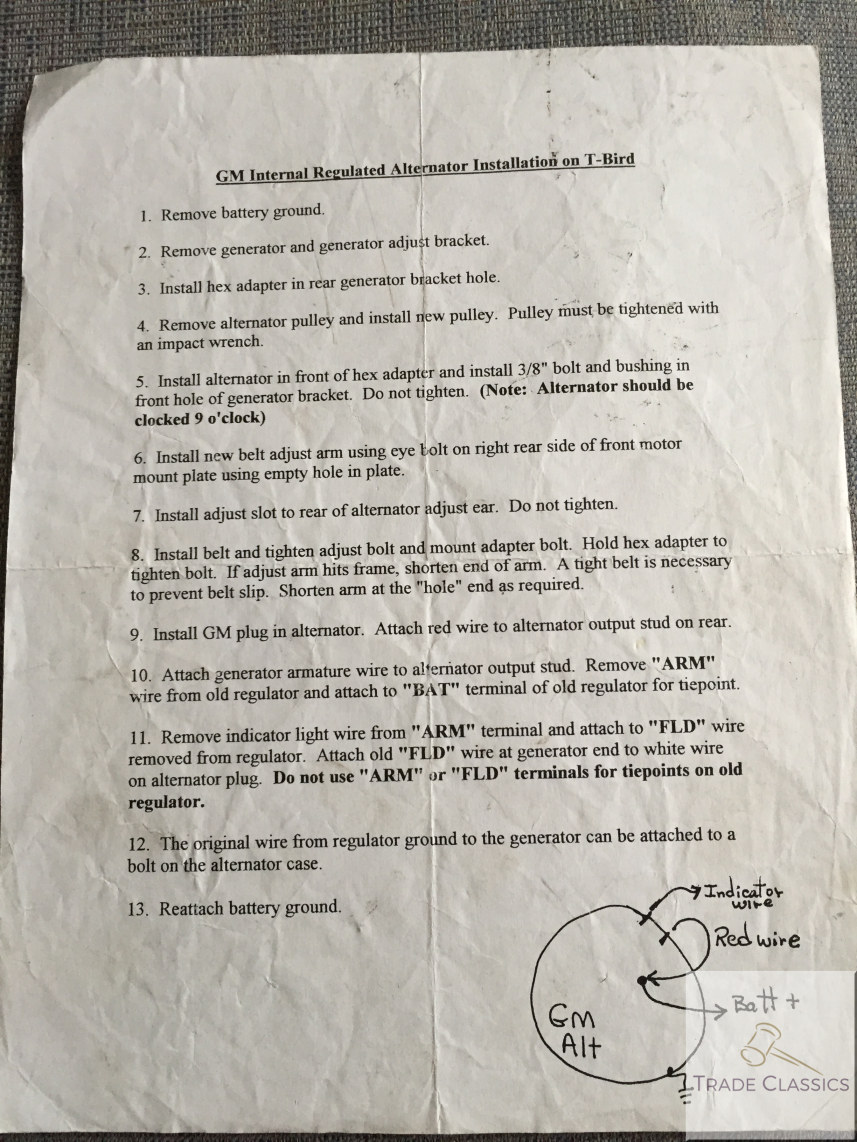 GM Internal Regulated Alternator Installation on T-Bird
1. Remove battery ground.
2. Remove generator and generator adjust bracket.
3. Install hex adapter in rear generator bracket hole.
4. Remove alternator pulley and install new pulley. Pulley must be tightened with
an impact wrench.
5. Install alternator in front of hex adapter and install 3/8" bolt and bushing in
front hole of generator bracket. Do not tighten. (Note: Alternator should be
clocked 9 o'clock)
6. Install new belt adjust arm using eye bolt on right rear side of front motor
mount plate using empty hole in plate.
7. Install adjust slot to rear of alternator adjust ear. Do not tighten.
8. Install belt and tighten adjust bolt and mount adapter bolt. Hold hex adapter to
tighten bolt. If adjust arm hits frame, shorten end of arm. A tight belt is necessary
to prevent belt slip. Shorten arm at the "hole" end as required.
9. Install GM plug in alternator. Attach red wire to alternator output stud on rear.
10. Attach generator armature wire to alternator output stud. Remove "ARM"
wire from old regulator and attach to "BAT" terminal of old regulator for tiepoint.
11. Remove indicator light wire from "ARM" terminal and attach to "FLD" wire
removed from regulator. Attach old "FLD" wire at generator end to white wire
on alternator plug. Do not use "ARM" or "FLD" terminals for tiepoints on old
regulator.
12. The original wire from regulator ground to the generator can be attached to a
bolt on the alternator case.
13. Reattach battery ground.
Indicator
wire
Red wire
Batt +
GM
Alt
TRADE CLASSICS